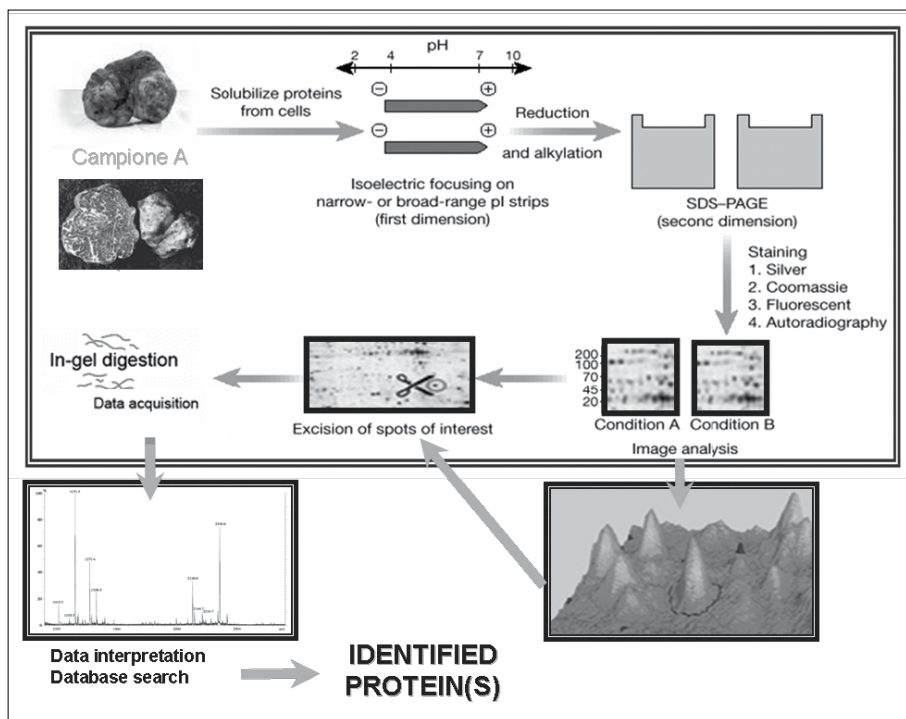 pH
2 4 7 10
Solubilize proteins
from cells
Campione A
Isoelectric focusing on
narrow- or broad-range pI strips
(first dimension)
Reduction
and alkylation
SDS–PAGE
(second dimension)
Staining
1. Silver
2. Coomassie
3. Fluorescent
4. Autoradiography
200
100
70
45
20
Condition A
Condition B
Image analysis
Excision of spots of interest
In-gel digestion
Data acquisition
Data interpretation
Database search
IDENTIFIED
PROTEIN(S)